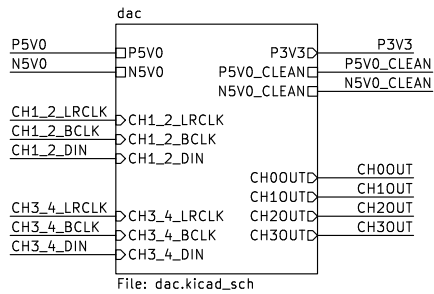 dac
P5V0 P5V0 P3V3 P3V3
N5V0 N5V0 P5V0_CLEAN P5V0_CLEAN
N5V0_CLEAN N5V0_CLEAN
CH1_2_LRCLK CH1_2_LRCLK
CH1_2_BCLK CH1_2_BCLK
CH1_2_DIN CH1_2_DIN
CH0OUT CH0OUT
CH1OUT CH1OUT
CH3_4_LRCLK CH3_4_LRCLK CH2OUT CH2OUT
CH3_4_BCLK CH3_4_BCLK CH3OUT CH3OUT
CH3_4_DIN CH3_4_DIN
File: dac.kicad_sch